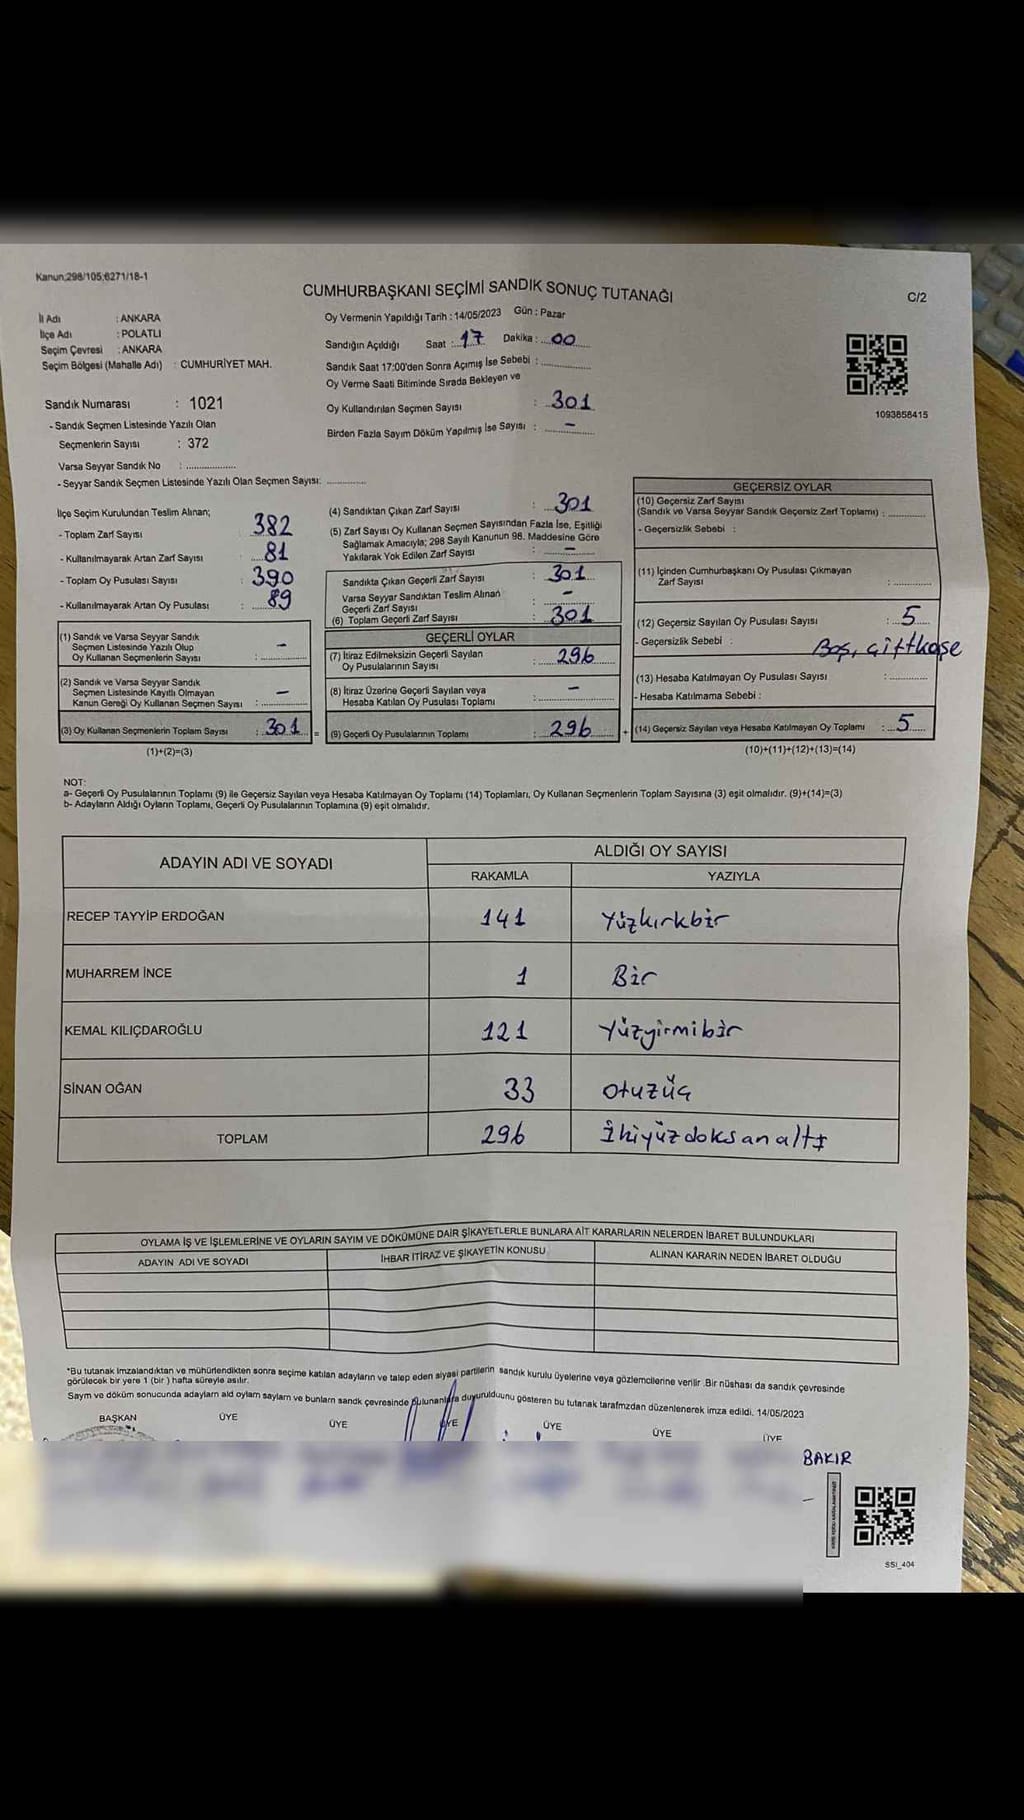 Kanun:298/105;6271/18-1
CUMHURBAŞKANI SEÇİMİ SANDIK SONUÇ TUTANAĞI
C/2
İl Adı : ANKARA
İlçe Adı : POLATLI
Seçim Çevresi : ANKARA
Seçim Bölgesi (Mahalle Adı) : CUMHURİYET MAH.
Sandık Numarası : 1021
- Sandık Seçmen Listesinde Yazılı Olan
Seçmenlerin Sayısı : 372
Varsa Seyyar Sandık No : ..................
- Seyyar Sandık Seçmen Listesinde Yazılı Olan Seçmen Sayısı: ..............
Oy Vermenin Yapıldığı Tarih : 14/05/2023 Gün : Pazar
Sandığın Açıldığı Saat : 17 Dakika : 00
Sandık Saat 17:00'den Sonra Açımış İse Sebebi : ..................
Oy Verme Saati Bitiminde Sırada Bekleyen ve
Oy Kullandırılan Seçmen Sayısı : 301
Birden Fazla Sayım Döküm Yapılmış İse Sayısı : –
1093858415
İlçe Seçim Kurulundan Teslim Alınan;
- Toplam Zarf Sayısı : 382
- Kullanılmayarak Artan Zarf Sayısı : 81
- Toplam Oy Pusulası Sayısı : 390
- Kullanılmayarak Artan Oy Pusulası : 89
(1) Sandık ve Varsa Seyyar Sandık
Seçmen Listesinde Yazılı Olup
Oy Kullanan Seçmenlerin Sayısı : –
(2) Sandık ve Varsa Seyyar Sandık
Seçmen Listesinde Kayıtlı Olmayan
Kanun Gereği Oy Kullanan Seçmen Sayısı : –
(3) Oy Kullanan Seçmenlerin Toplam Sayısı : 301 =
(1)+(2)=(3)
(4) Sandıktan Çıkan Zarf Sayısı : 301
(5) Zarf Sayısı Oy Kullanan Seçmen Sayısından Fazla İse, Eşitliği
Sağlamak Amacıyla; 298 Sayılı Kanunun 98. Maddesine Göre
Yakılarak Yok Edilen Zarf Sayısı : –
Sandıkta Çıkan Geçerli Zarf Sayısı : 301
Varsa Seyyar Sandıktan Teslim Alınan
Geçerli Zarf Sayısı : –
(6) Toplam Geçerli Zarf Sayısı : 301
GEÇERLİ OYLAR
(7) İtiraz Edilmeksizin Geçerli Sayılan
Oy Pusulalarının Sayısı : 296
(8) İtiraz Üzerine Geçerli Sayılan veya
Hesaba Katılan Oy Pusulası Toplamı : –
(9) Geçerli Oy Pusulalarının Toplamı : 296 +
GEÇERSİZ OYLAR
(10) Geçersiz Zarf Sayısı
(Sandık ve Varsa Seyyar Sandık Geçersiz Zarf Toplamı) : ..............
- Geçersizlik Sebebi :
(11) İçinden Cumhurbaşkanı Oy Pusulası Çıkmayan
Zarf Sayısı : ..............
(12) Geçersiz Sayılan Oy Pusulası Sayısı : 5
- Geçersizlik Sebebi : Boş, çiftkaşe
(13) Hesaba Katılmayan Oy Pusulası Sayısı : ..............
- Hesaba Katılmama Sebebi :
(14) Geçersiz Sayılan veya Hesaba Katılmayan Oy Toplamı : 5
(10)+(11)+(12)+(13)=(14)
NOT:
a- Geçerli Oy Pusulalarının Toplamı (9) ile Geçersiz Sayılan veya Hesaba Katılmayan Oy Toplamı (14) Toplamları, Oy Kullanan Seçmenlerin Toplam Sayısına (3) eşit olmalıdır. (9)+(14)=(3)
b- Adayların Aldığı Oyların Toplamı, Geçerli Oy Pusulalarının Toplamına (9) eşit olmalıdır.
ADAYIN ADI VE SOYADI ALDIĞI OY SAYISI
RAKAMLA YAZIYLA
RECEP TAYYİP ERDOĞAN 141 Yüzkırkbir
MUHARREM İNCE 1 Bir
KEMAL KILIÇDAROĞLU 121 Yüzyirmibir
SİNAN OĞAN 33 Otuzüç
TOPLAM 296 İkiyüzdoksanaltı
OYLAMA İŞ VE İŞLEMLERİNE VE OYLARIN SAYIM VE DÖKÜMÜNE DAİR ŞİKAYETLERLE BUNLARA AİT KARARLARIN NELERDEN İBARET BULUNDUKLARI
ADAYIN ADI VE SOYADI İHBAR İTİRAZ VE ŞİKAYETİN KONUSU ALINAN KARARIN NEDEN İBARET OLDUĞU
*Bu tutanak imzalandıktan ve mühürlendikten sonra seçime katılan adayların ve talep eden siyasi partilerin sandık kurulu üyelerine veya gözlemcilerine verilir .Bir nüshası da sandık çevresinde
görülecek bir yere 1 (bir ) hafta süreyle asılır.
Sayım ve döküm sonucunda adayların ald oylam saylam ve bunların sandk çevresinde bulunanlara duyurulduunu gösteren bu tutanak tarafmzdan düzenlenerek imza edildi. 14/05/2023
BAŞKAN ÜYE ÜYE ÜYE ÜYE ÜYE ÜYE
BAKIR
SSI_404